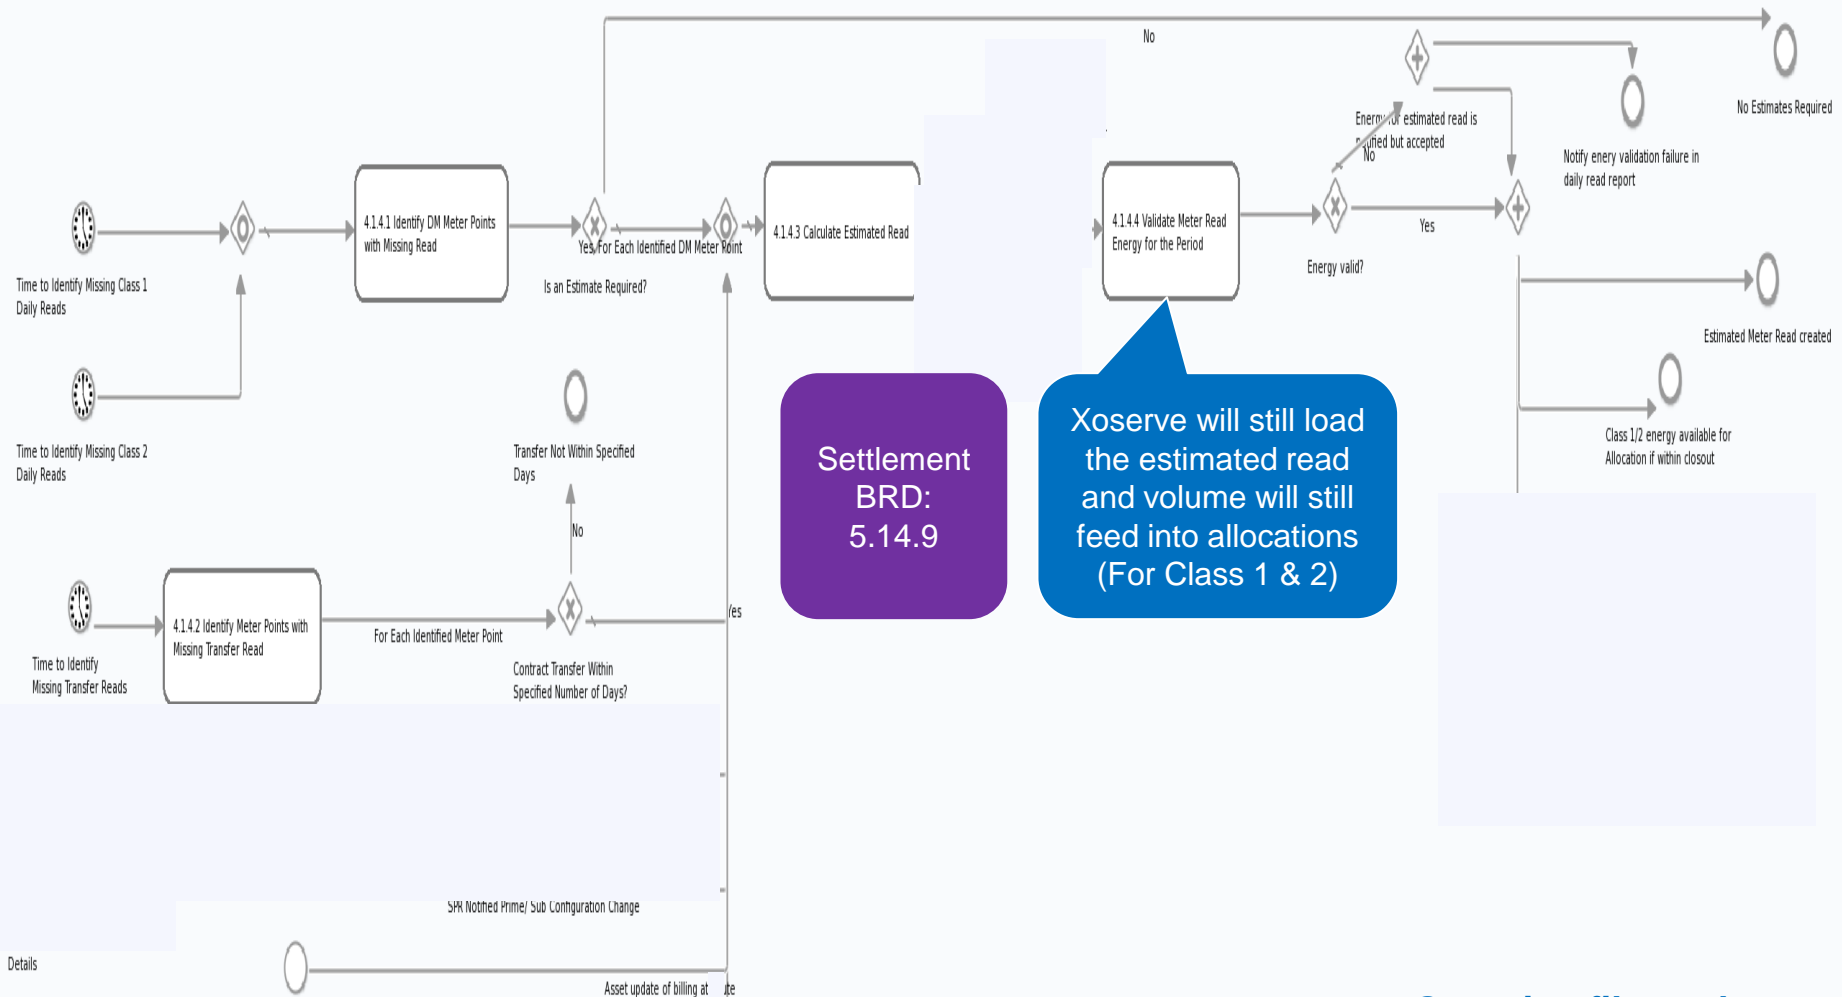 No
No Estimates Required
Energy for estimated read is
notified but accepted
No
Notify enery validation failure in
daily read report
4.1.4.1 Identify DM Meter Points
with Missing Read
Yes, For Each Identified DM Meter Point
Is an Estimate Required?
4.1.4.3 Calculate Estimated Read
4.1.4.4 Validate Meter Read
Energy for the Period
Yes
Energy valid?
Time to Identify Missing Class 1
Daily Reads
Estimated Meter Read created
Class 1/2 energy available for
Allocation if within closout
Time to Identify Missing Class 2
Daily Reads
Transfer Not Within Specified
Days
No
Settlement
BRD:
5.14.9
Xoserve will still load
the estimated read
and volume will still
feed into allocations
(For Class 1 & 2)
4.1.4.2 Identify Meter Points with
Missing Transfer Read
For Each Identified Meter Point
Yes
Time to Identify
Missing Transfer Reads
Contract Transfer Within
Specified Number of Days?
SPR Notified Prime/ Sub Configuration Change
Details
Asset update of billing at